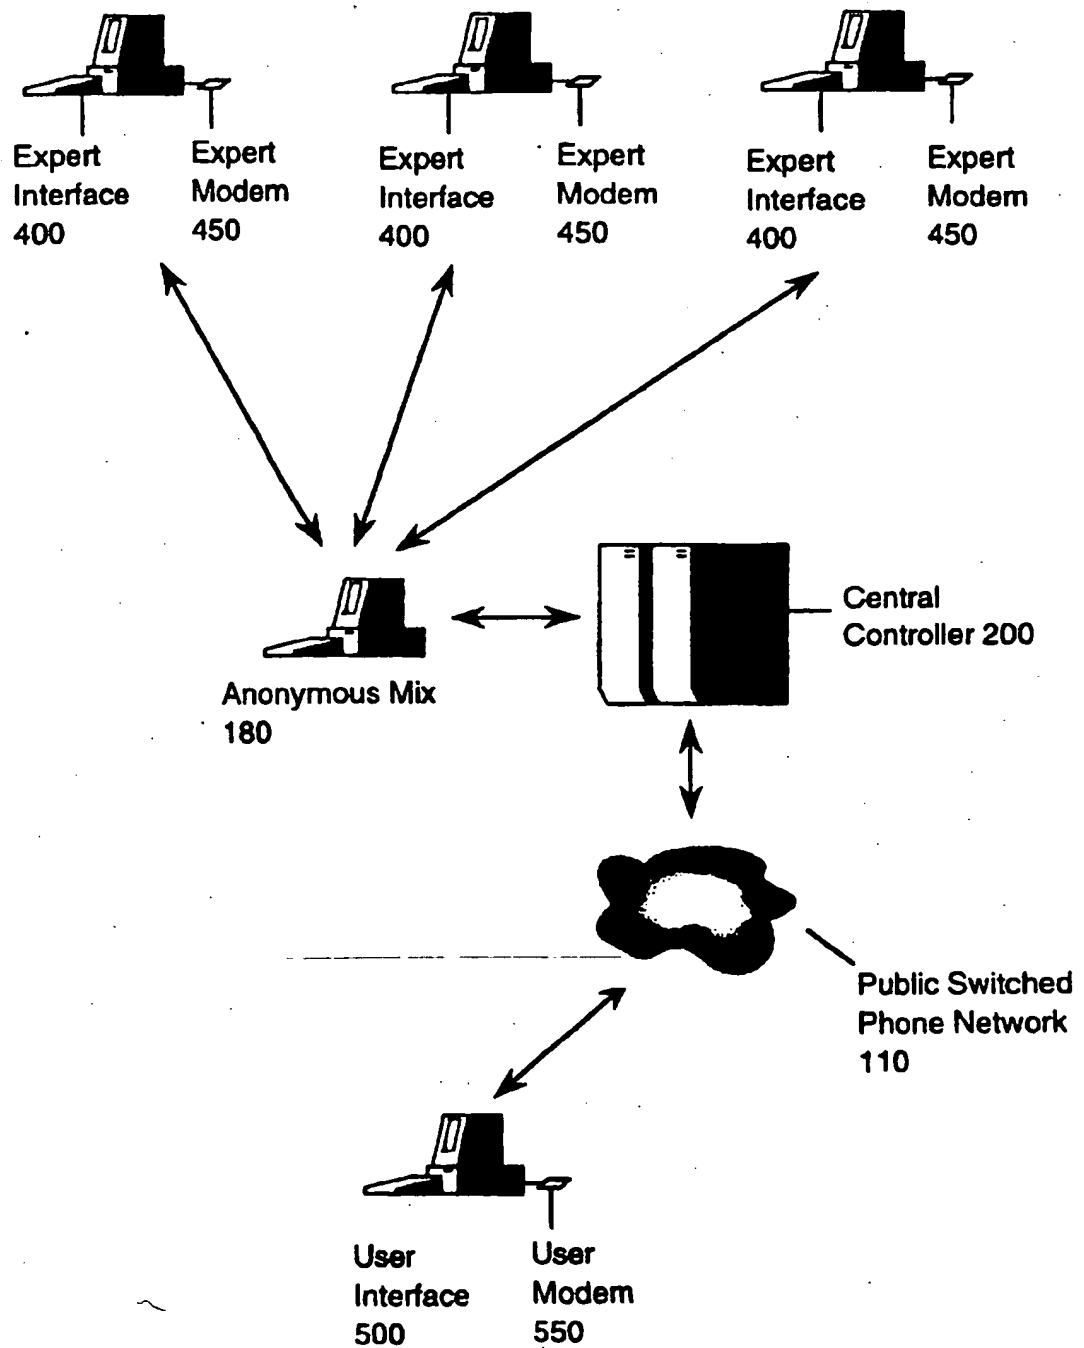 Expert
Interface
400
Expert
Modem
450
Expert
Interface
400
Expert
Modem
450
Expert
Interface
400
Expert
Modem
450
Anonymous Mix
180
Central
Controller 200
Public Switched
Phone Network
110
User
Interface
500
User
Modem
550